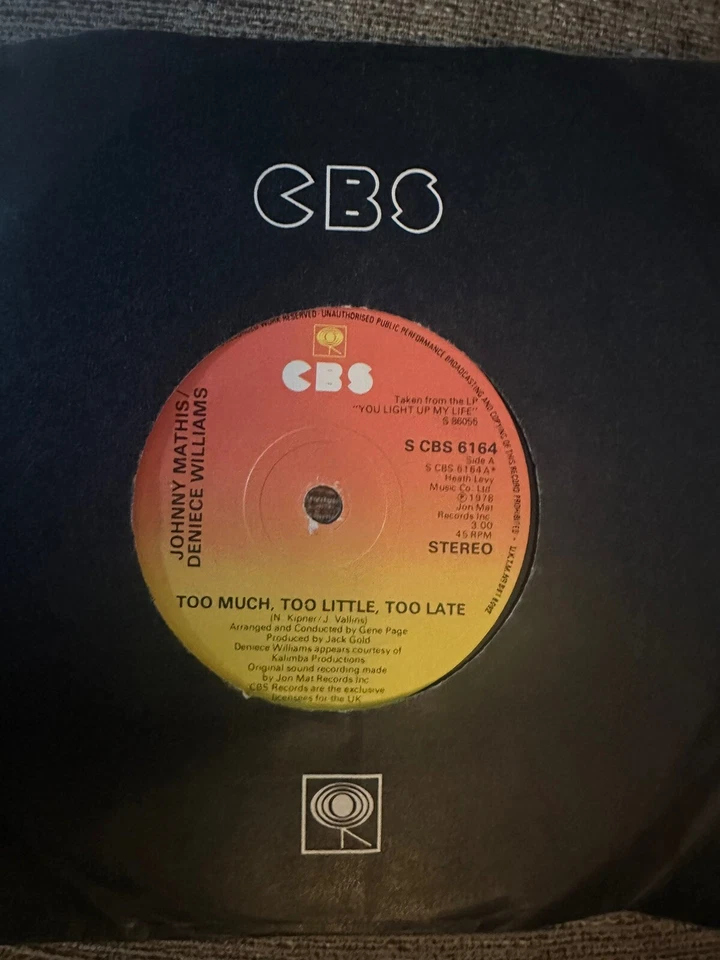 CBS
WORK RESERVED · UNAUTHORISED PUBLIC PERFORMANCE BROADCASTING AND COPYING OF THIS RECORD PROHIBITED ·
CBS
Taken from the LP
"YOU LIGHT UP MY LIFE"
S 86056
JOHNNY MATHIS/
DENIECE WILLIAMS
S CBS 6164
Side A
S CBS 6164 A*
Heath Levy
Music Co. Ltd.
℗ 1978
Jon Mat
Records Inc.
3.00
45 RPM
STEREO
TOO MUCH, TOO LITTLE, TOO LATE
(N. Kipner/J. Vallins)
Arranged and Conducted by Gene Page
Produced by Jack Gold
Deniece Williams appears courtesy of
Kalimba Productions
Original sound recording made
by Jon Mat Records Inc
CBS Records are the exclusive
licensees for the UK